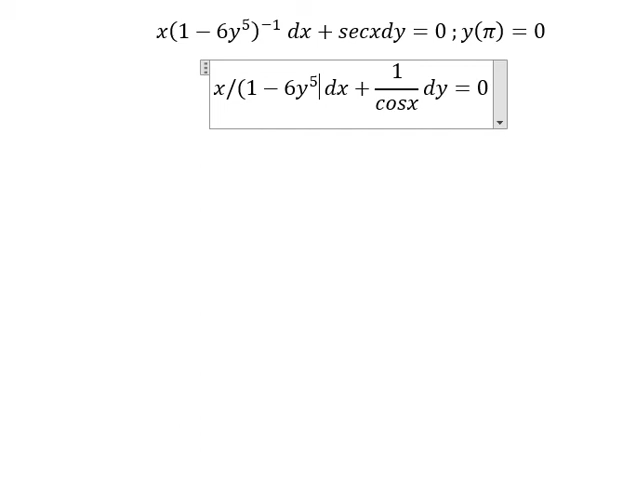 x(1 − 6y⁵)⁻¹ dx + secxdy = 0 ; y(π) = 0
x/(1 − 6y⁵ dx + 1/cosx dy = 0